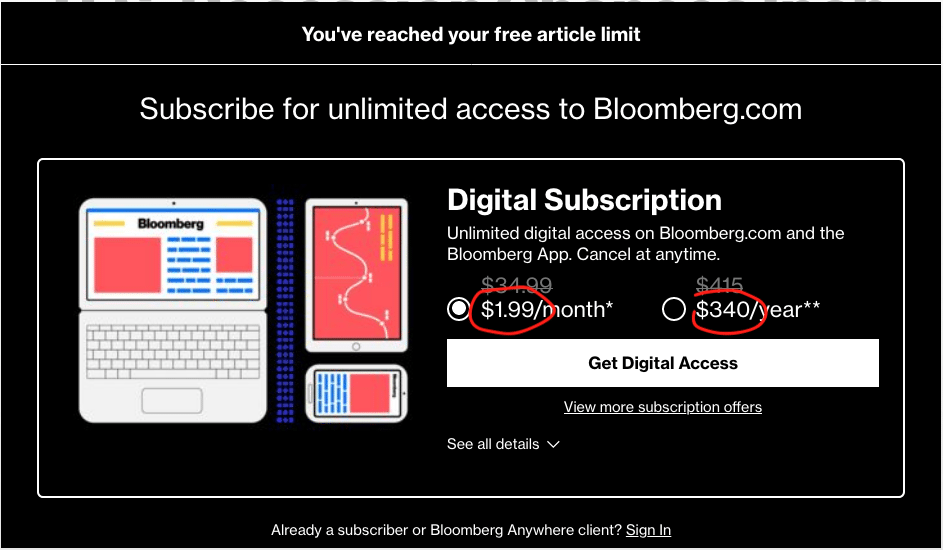 You've reached your free article limit
Subscribe for unlimited access to Bloomberg.com
Bloomberg
Digital Subscription
Unlimited digital access on Bloomberg.com and the
Bloomberg App. Cancel at anytime.
$34.99 $415
$1.99/month* $340/year**
Get Digital Access
Bloomberg
View more subscription offers
See all details
Already a subscriber or Bloomberg Anywhere client? Sign In